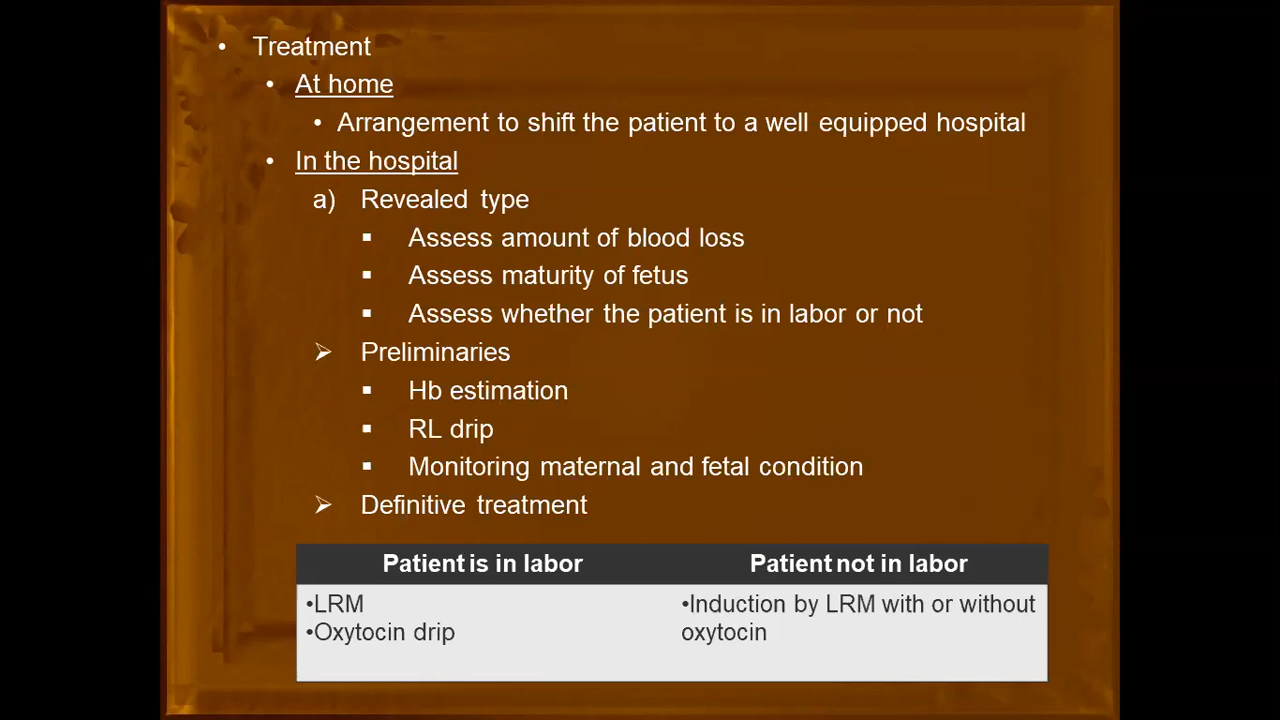 • Treatment
• At home
• Arrangement to shift the patient to a well equipped hospital
• In the hospital
a) Revealed type
▪ Assess amount of blood loss
▪ Assess maturity of fetus
▪ Assess whether the patient is in labor or not
➢ Preliminaries
▪ Hb estimation
▪ RL drip
▪ Monitoring maternal and fetal condition
➢ Definitive treatment
Patient is in labor Patient not in labor
•LRM •Induction by LRM with or without
•Oxytocin drip oxytocin